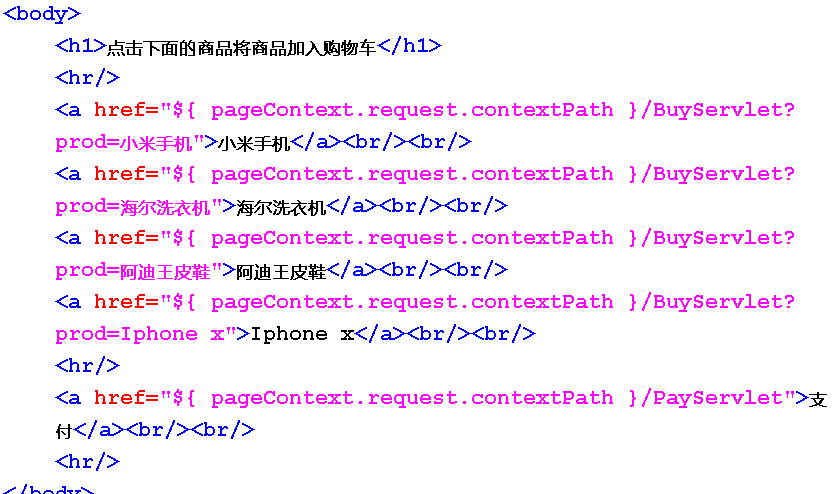 <body>
<h1>点击下面的商品将商品加入购物车</h1>
<hr/>
<a href="${ pageContext.request.contextPath }/BuyServlet?
prod=小米手机">小米手机</a><br/><br/>
<a href="${ pageContext.request.contextPath }/BuyServlet?
prod=海尔洗衣机">海尔洗衣机</a><br/><br/>
<a href="${ pageContext.request.contextPath }/BuyServlet?
prod=阿迪王皮鞋">阿迪王皮鞋</a><br/><br/>
<a href="${ pageContext.request.contextPath }/BuyServlet?
prod=Iphone x">Iphone x</a><br/><br/>
<hr/>
<a href="${ pageContext.request.contextPath }/PayServlet">支
付</a><br/><br/>
<hr/>
</body>